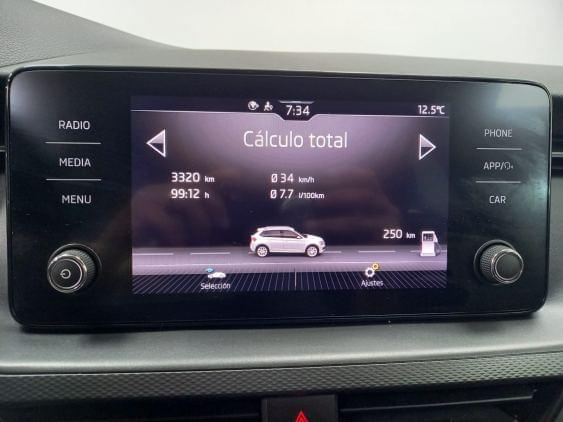 RADIO
MEDIA
MENU
7:34
12.5°C
Cálculo total
3320 km
99:12 h
Ø 34 km/h
Ø 7.7 l/100km
250 km
Selección
Ajustes
PHONE
APP/
CAR